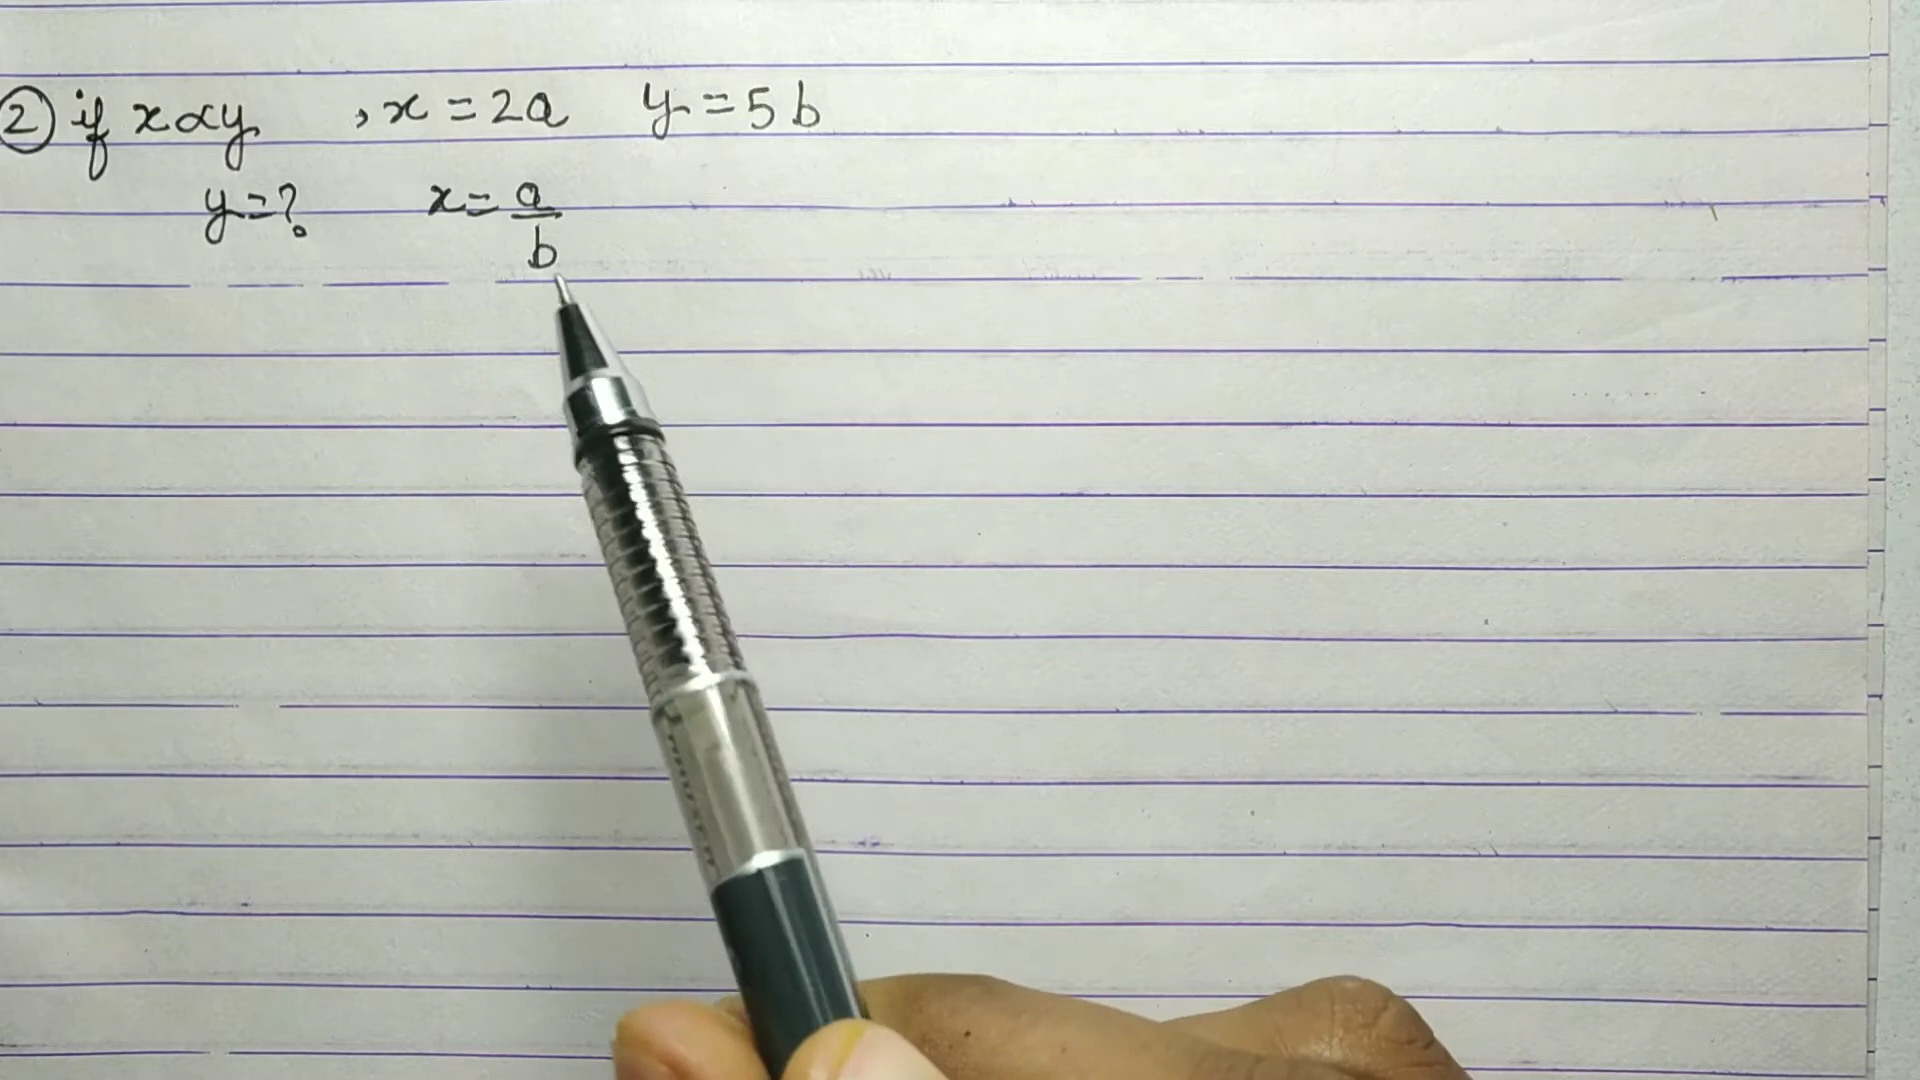 ② if x ∝ y , x = 2a y = 5b
y = ? x = a/b